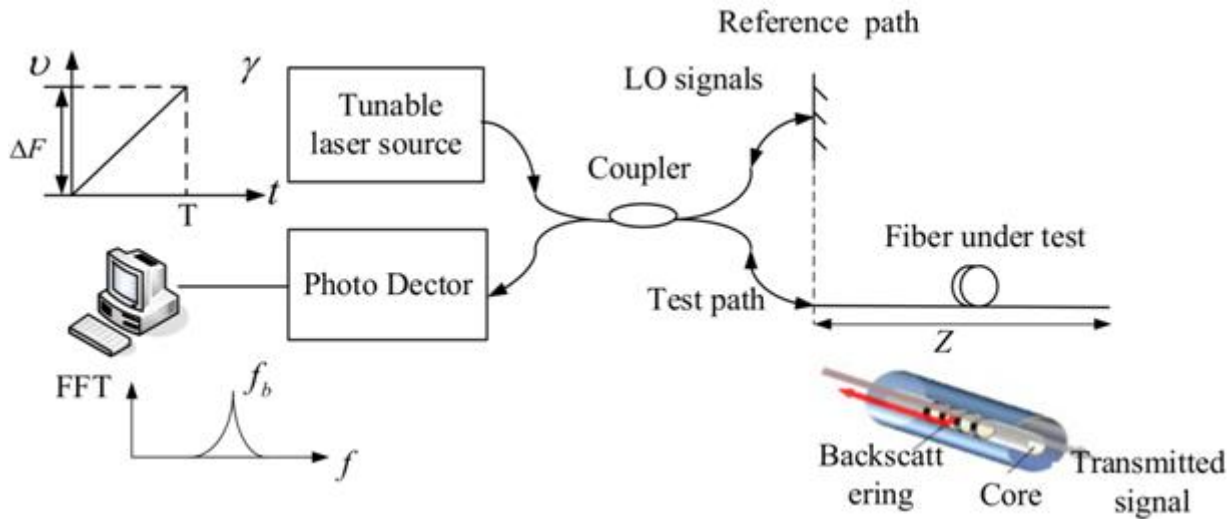 Reference path
υ
γ
LO signals
Tunable
laser source
ΔF
Coupler
t
T
Fiber under test
Photo Dector
Test path
Z
FFT
f_b
f
Backscatt
ering
Core
Transmitted
signal